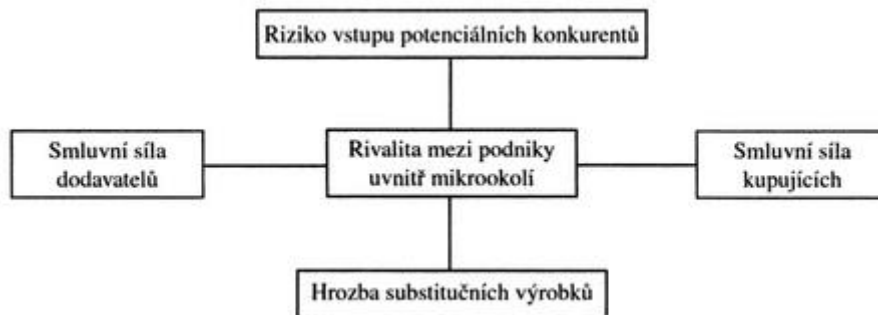 Riziko vstupu potenciálních konkurentů
Smluvní síla
dodavatelů
Rivalita mezi podniky
uvnitř mikrookolí
Smluvní síla
kupujících
Hrozba substitučních výrobků